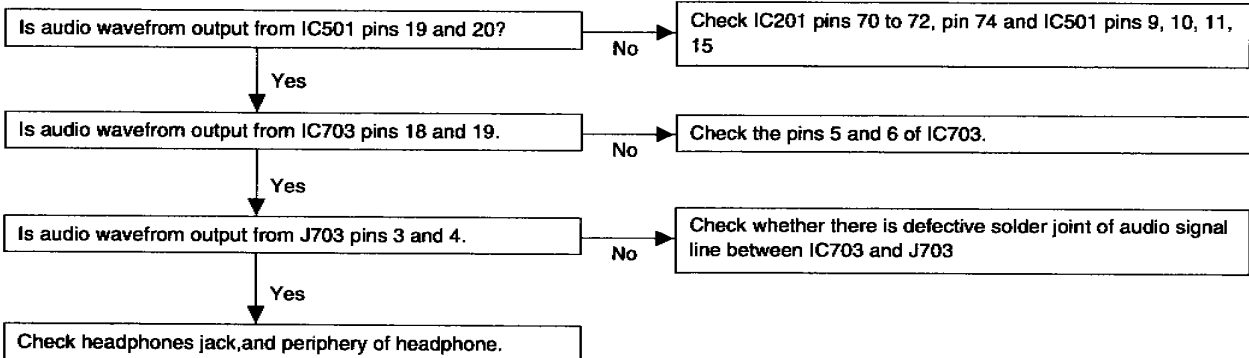 Is audio wavefrom output from IC501 pins 19 and 20?
No
Check IC201 pins 70 to 72, pin 74 and IC501 pins 9, 10, 11,
15
Yes
Is audio wavefrom output from IC703 pins 18 and 19.
No
Check the pins 5 and 6 of IC703.
Yes
Is audio wavefrom output from J703 pins 3 and 4.
No
Check whether there is defective solder joint of audio signal
line between IC703 and J703
Yes
Check headphones jack,and periphery of headphone.